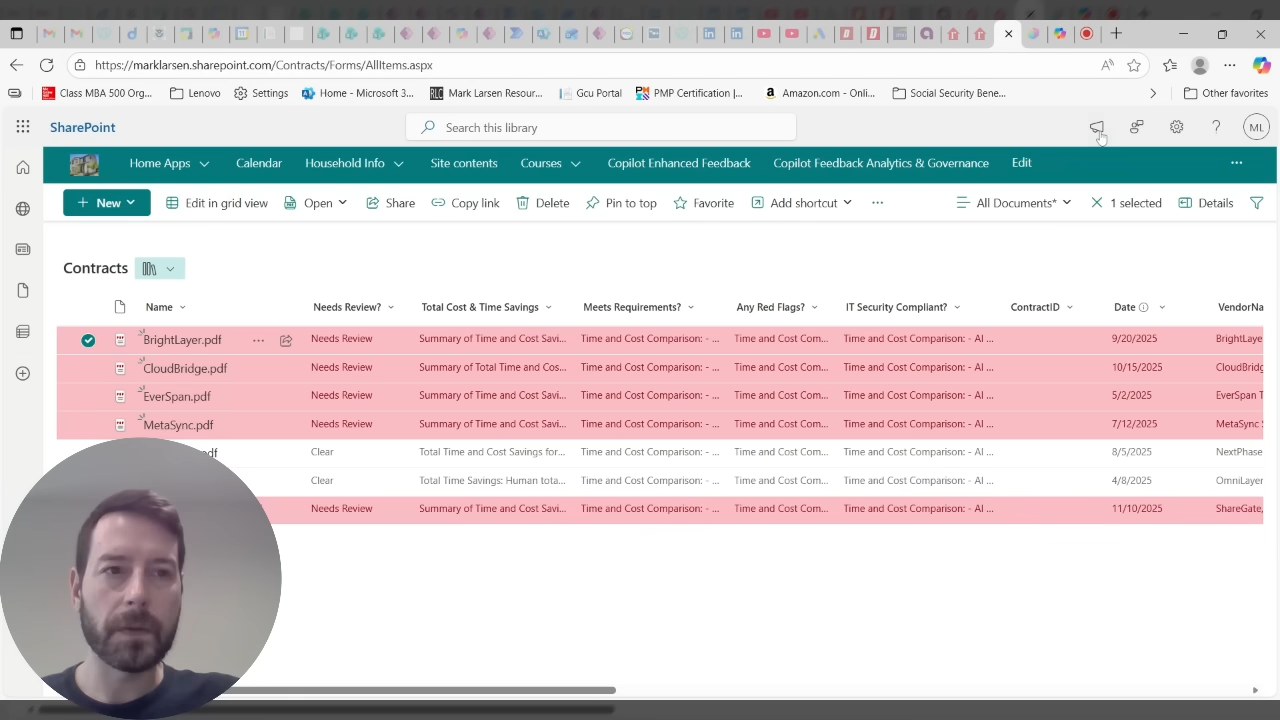 https://marklarsen.sharepoint.com/Contracts/Forms/AllItems.aspx
Class MBA 500 Org...
Lenovo
Settings
Home - Microsoft 3...
RLC Mark Larsen Resour...
Gcu Portal
PMP Certification |...
Amazon.com - Onli...
Social Security Bene...
Other favorites
SharePoint
Search this library
ML
Home Apps
Calendar
Household Info
Site contents
Courses
Copilot Enhanced Feedback
Copilot Feedback Analytics & Governance
Edit
...
+ New
Edit in grid view
Open
Share
Copy link
Delete
Pin to top
Favorite
Add shortcut
...
All Documents*
1 selected
Details
Contracts
Name Needs Review? Total Cost & Time Savings Meets Requirements? Any Red Flags? IT Security Compliant? ContractID Date VendorNa
BrightLayer.pdf ... Needs Review Summary of Time and Cost Savi... Time and Cost Comparison: - ... Time and Cost Com... Time and Cost Comparison: - AI ... 9/20/2025 BrightLaye
CloudBridge.pdf Needs Review Summary of Total Time and Cos... Time and Cost Comparison: - ... Time and Cost Com... Time and Cost Comparison: - AI ... 10/15/2025 CloudBridg
EverSpan.pdf Needs Review Summary of Time and Cost Savi... Time and Cost Comparison: - ... Time and Cost Com... Time and Cost Comparison: - AI ... 5/2/2025 EverSpan T
MetaSync.pdf Needs Review Summary of Time and Cost Savi... Time and Cost Comparison: - ... Time and Cost Com... Time and Cost Comparison: - AI ... 7/12/2025 MetaSync
pdf Clear Total Time and Cost Savings for... Time and Cost Comparison: - ... Time and Cost Com... Time and Cost Comparison: - AI ... 8/5/2025 NextPhase
Clear Total Time Savings: Human tota... Time and Cost Comparison: - ... Time and Cost Com... Time and Cost Comparison: - AI ... 4/8/2025 OmniLayer
Needs Review Summary of Time and Cost Savi... Time and Cost Comparison: - ... Time and Cost Com... Time and Cost Comparison: - AI ... 11/10/2025 ShareGate,